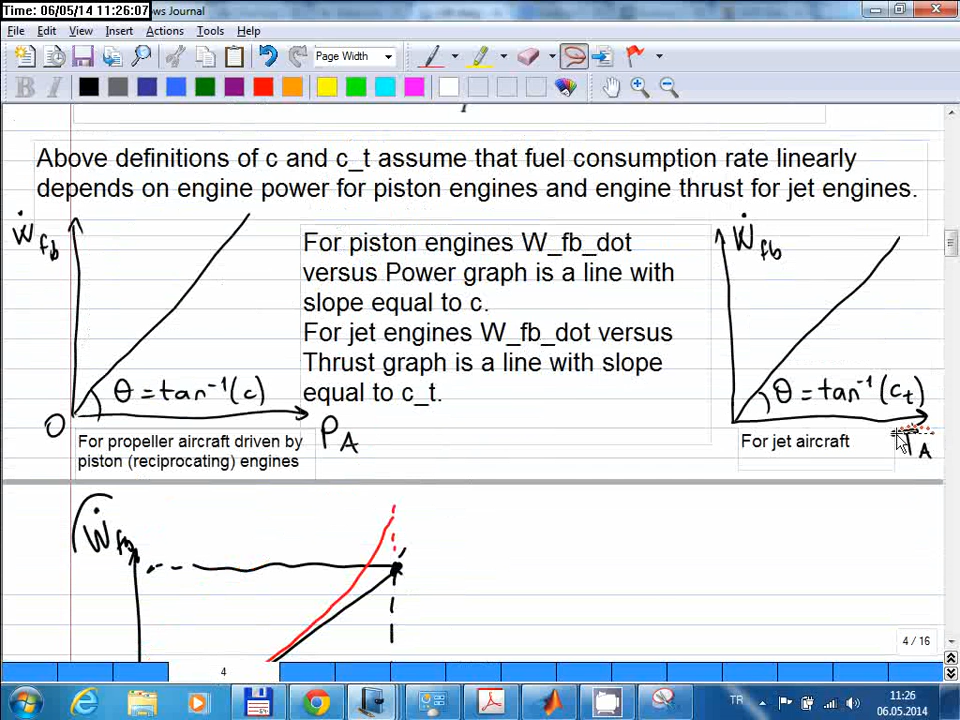 Time: 06/05/14 11:26:07
ws Journal
File Edit View Insert Actions Tools Help
Page Width
B I
Above definitions of c and c_t assume that fuel consumption rate linearly
depends on engine power for piston engines and engine thrust for jet engines.
Ẇ fb
For piston engines W_fb_dot
versus Power graph is a line with
slope equal to c.
For jet engines W_fb_dot versus
Thrust graph is a line with slope
equal to c_t.
Ẇ fb
θ = tan⁻¹(c)
θ = tan⁻¹(c_t)
O
P_A
For propeller aircraft driven by
piston (reciprocating) engines
For jet aircraft
T_A
Ẇ fb
4 / 16
4
TR
11:26
06.05.2014